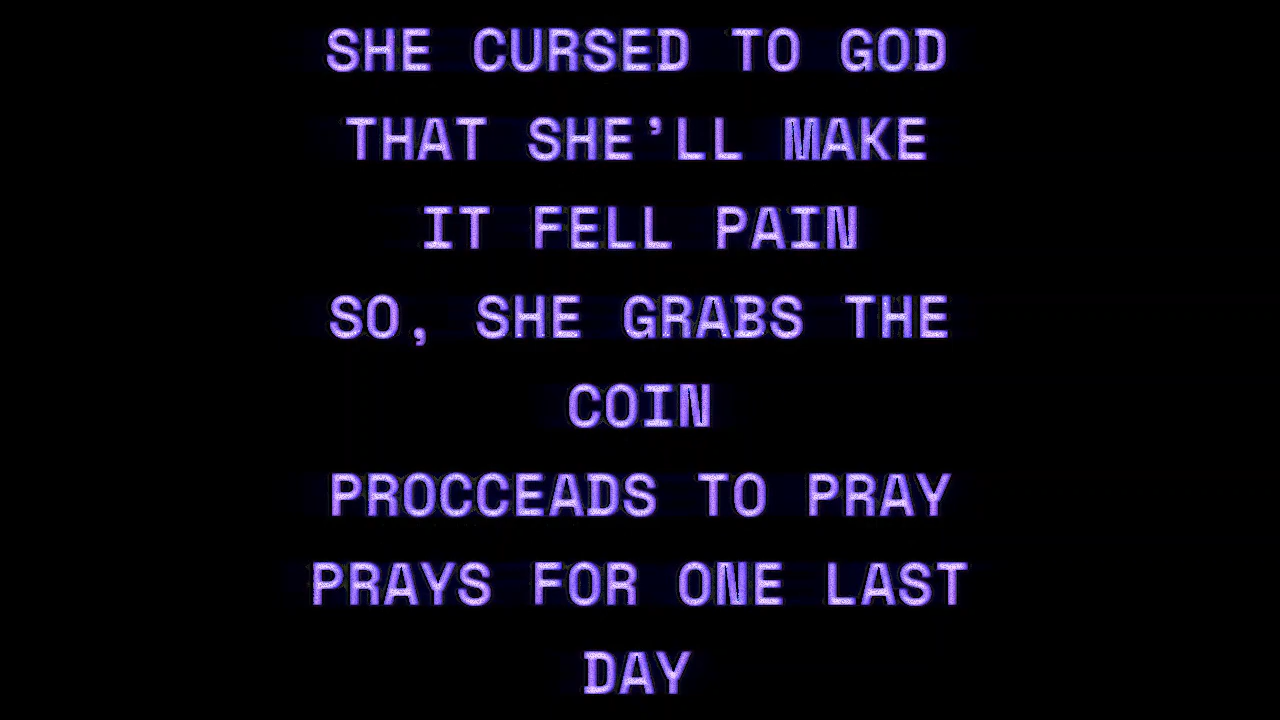 SHE CURSED TO GOD
THAT SHE'LL MAKE
IT FELL PAIN
SO, SHE GRABS THE
COIN
PROCCEADS TO PRAY
PRAYS FOR ONE LAST
DAY